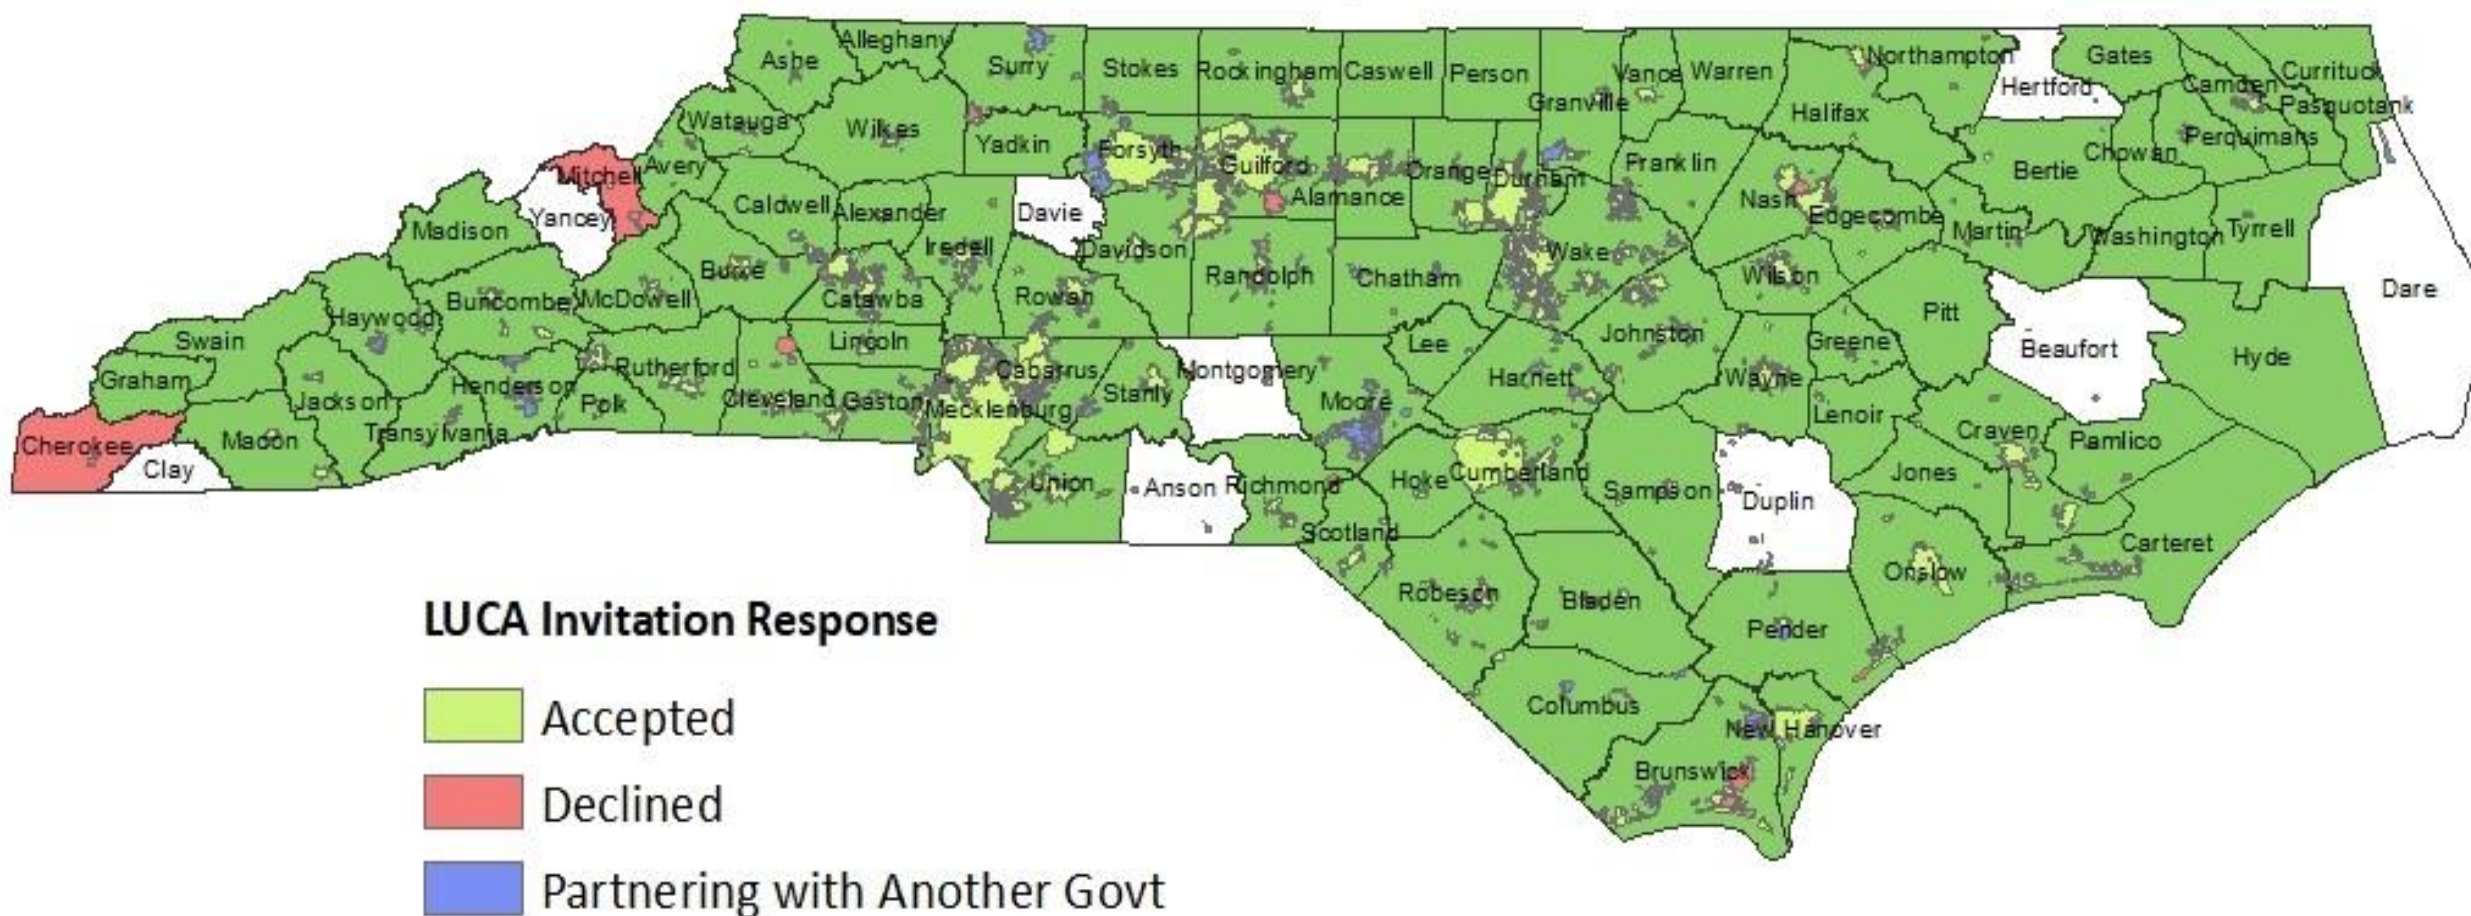 Ashe
Alleghany
Surry
Stokes
Rockingham
Caswell
Person
Granville
Vance
Warren
Northampton
Hertford
Gates
Camden
Currituck
Pasquotank
Perquimans
Chowan
Halifax
Watauga
Wilkes
Yadkin
Forsyth
Guilford
Alamance
Orange
Durham
Franklin
Nash
Edgecombe
Bertie
Martin
Washington
Tyrrell
Dare
Mitchell
Avery
Yancey
Madison
Caldwell
Alexander
Iredell
Davie
Davidson
Randolph
Chatham
Wake
Wilson
Pitt
Beaufort
Hyde
Burke
Buncombe
McDowell
Catawba
Rowan
Haywood
Swain
Graham
Lincoln
Rutherford
Henderson
Jackson
Polk
Cleveland
Gaston
Mecklenburg
Cabarrus
Stanly
Montgomery
Moore
Lee
Harnett
Johnston
Wayne
Greene
Lenoir
Craven
Pamlico
Cherokee
Clay
Macon
Transylvania
Union
Anson
Richmond
Scotland
Hoke
Cumberland
Sampson
Duplin
Jones
Carteret
Onslow
Robeson
Bladen
Pender
Columbus
New Hanover
Brunswick
LUCA Invitation Response
Accepted
Declined
Partnering with Another Govt